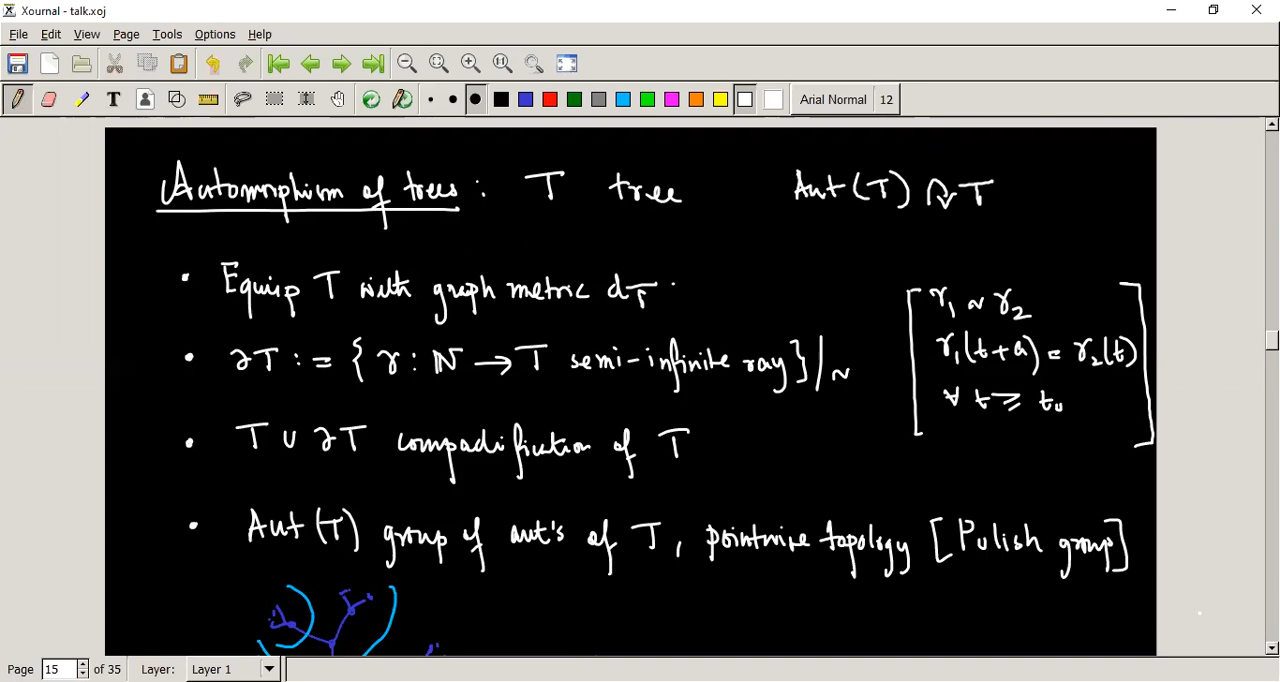 Xournal - talk.xoj
File Edit View Page Tools Options Help
Arial Normal 12
Automorphism of trees : T tree Aut(T) ↷ T
• Equip T with graph metric d_T.
• ∂T := { γ : ℕ → T semi-infinite ray } / ~
[ γ₁ ~ γ₂
γ₁(t+a) = γ₂(t)
∀ t ≥ t₀ ]
• T ∪ ∂T compactification of T
• Aut(T) group of aut's of T, pointwise topology [Polish group]
Page 15 of 35 Layer: Layer 1